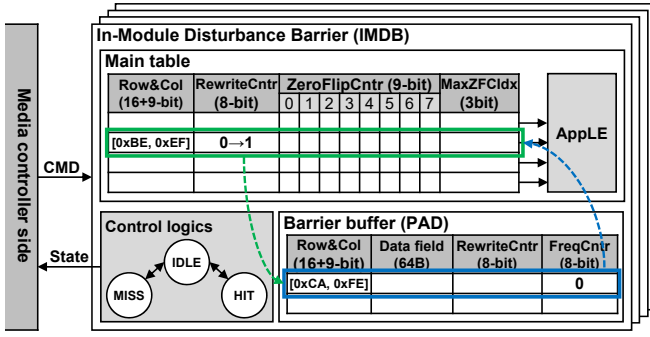 In-Module Disturbance Barrier (IMDB)
Main table
Row&Col RewriteCntr ZeroFlipCntr (9-bit) MaxZFCIdx
(16+9-bit) (8-bit) 0 1 2 3 4 5 6 7 (3bit)
[0xBE, 0xEF] 0→1
AppLE
Media controller side
CMD
State
Control logics
IDLE
MISS
HIT
Barrier buffer (PAD)
Row&Col Data field RewriteCntr FreqCntr
(16+9-bit) (64B) (8-bit) (8-bit)
[0xCA, 0xFE] 0